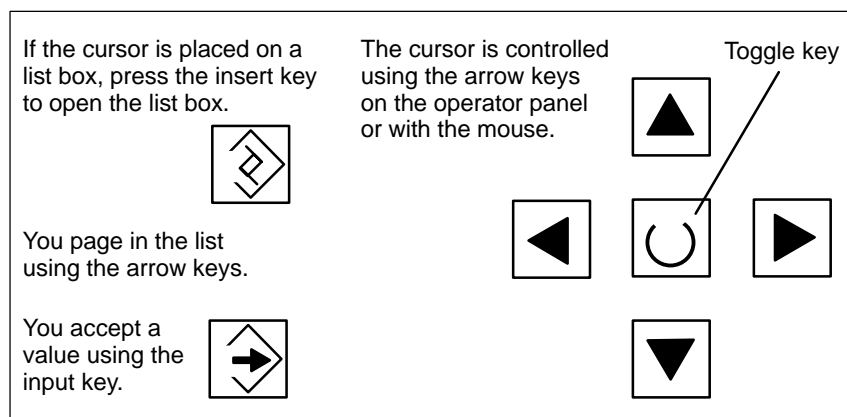 If the cursor is placed on a
list box, press the insert key
to open the list box.
You page in the list
using the arrow keys.
You accept a
value using the
input key.
The cursor is controlled
using the arrow keys
on the operator panel
or with the mouse.
Toggle key